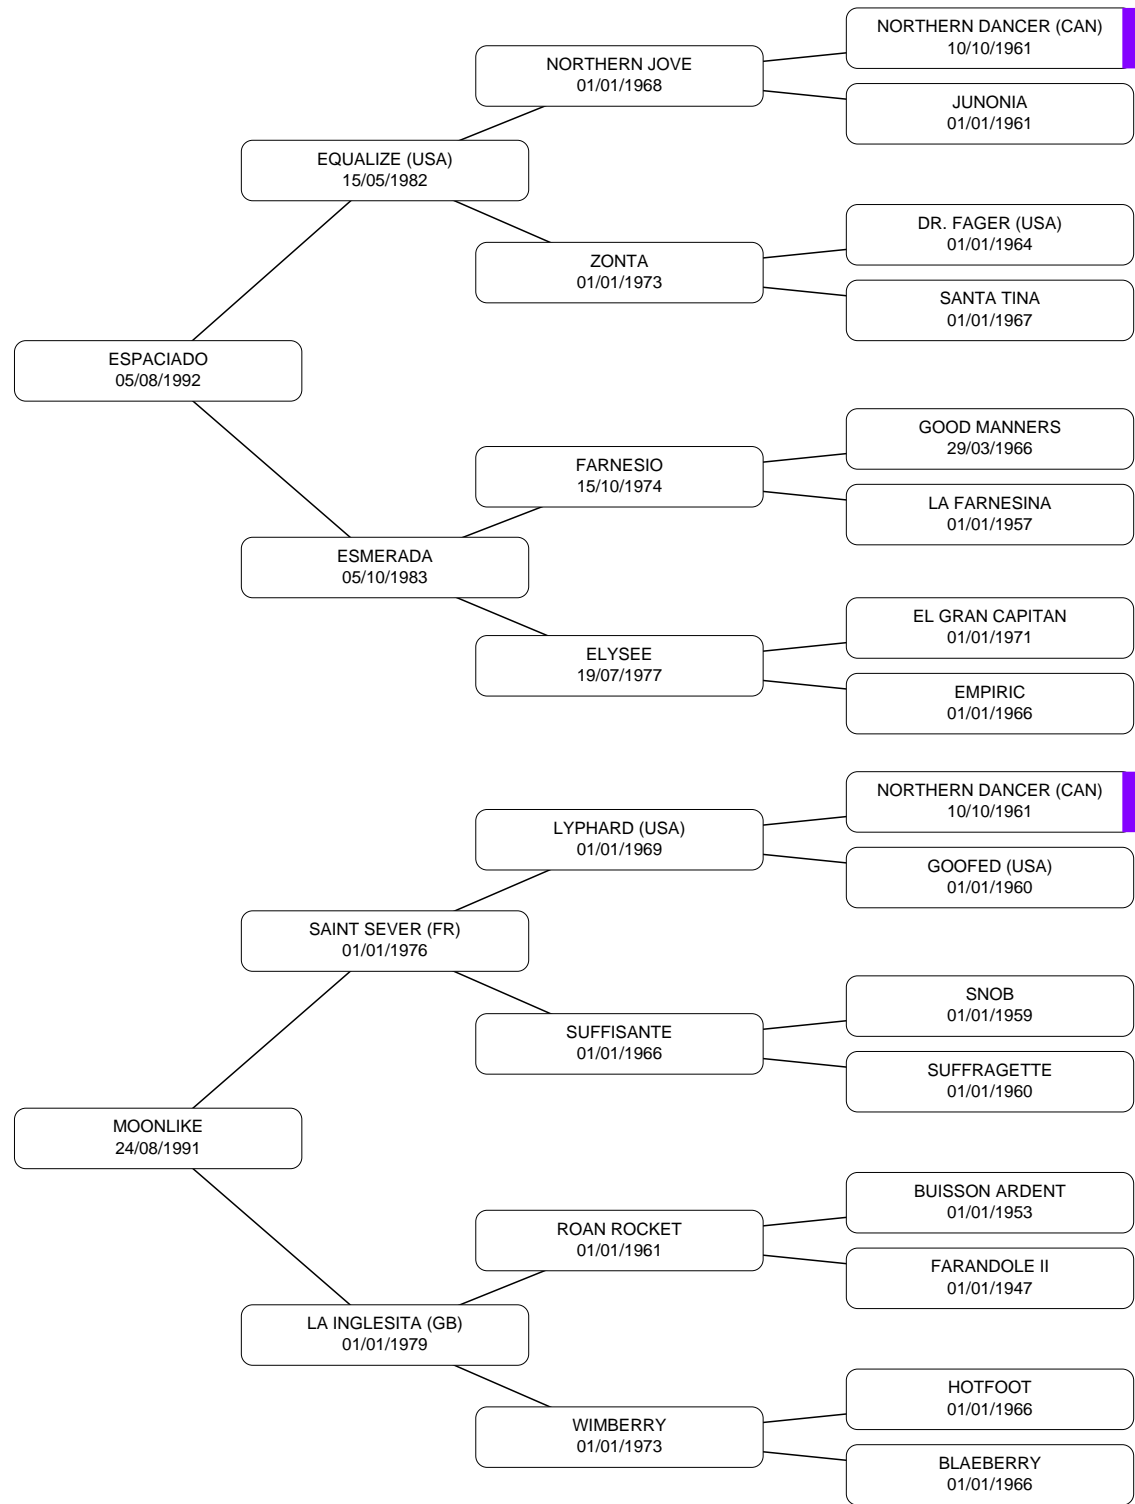 NORTHERN DANCER (CAN)
10/10/1961
NORTHERN JOVE
01/01/1968
JUNONIA
01/01/1961
EQUALIZE (USA)
15/05/1982
DR. FAGER (USA)
01/01/1964
ZONTA
01/01/1973
SANTA TINA
01/01/1967
ESPACIADO
05/08/1992
GOOD MANNERS
29/03/1966
FARNESIO
15/10/1974
LA FARNESINA
01/01/1957
ESMERADA
05/10/1983
EL GRAN CAPITAN
01/01/1971
ELYSEE
19/07/1977
EMPIRIC
01/01/1966
NORTHERN DANCER (CAN)
10/10/1961
LYPHARD (USA)
01/01/1969
GOOFED (USA)
01/01/1960
SAINT SEVER (FR)
01/01/1976
SNOB
01/01/1959
SUFFISANTE
01/01/1966
SUFFRAGETTE
01/01/1960
MOONLIKE
24/08/1991
BUISSON ARDENT
01/01/1953
ROAN ROCKET
01/01/1961
FARANDOLE II
01/01/1947
LA INGLESITA (GB)
01/01/1979
HOTFOOT
01/01/1966
WIMBERRY
01/01/1973
BLAEBERRY
01/01/1966